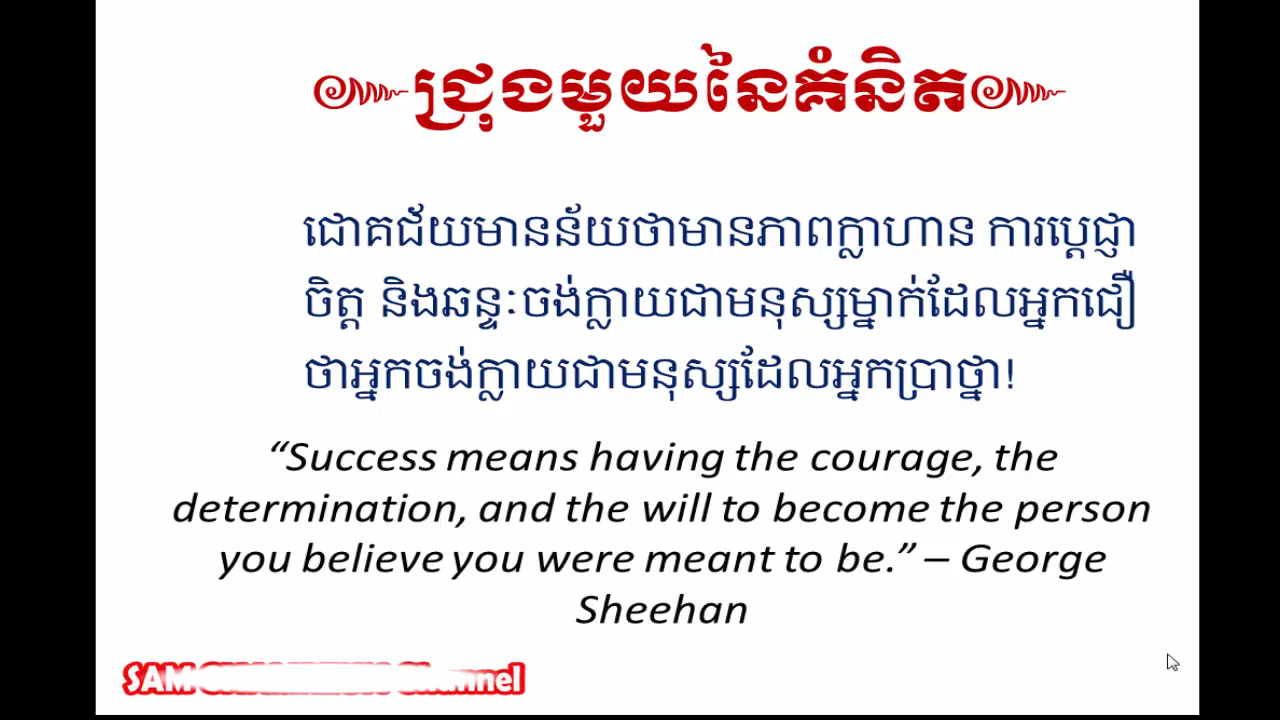 ជ្រុងមួយនៃគំនិត
ជោគជ័យមានន័យថាមានភាពក្លាហាន ការប្តេជ្ញា
ចិត្ត និងឆន្ទៈចង់ក្លាយជាមនុស្សម្នាក់ដែលអ្នកជឿ
ថាអ្នកចង់ក្លាយជាមនុស្សដែលអ្នកប្រាថ្នា!
“Success means having the courage, the
determination, and the will to become the person
you believe you were meant to be.” – George
Sheehan
SAM Channel